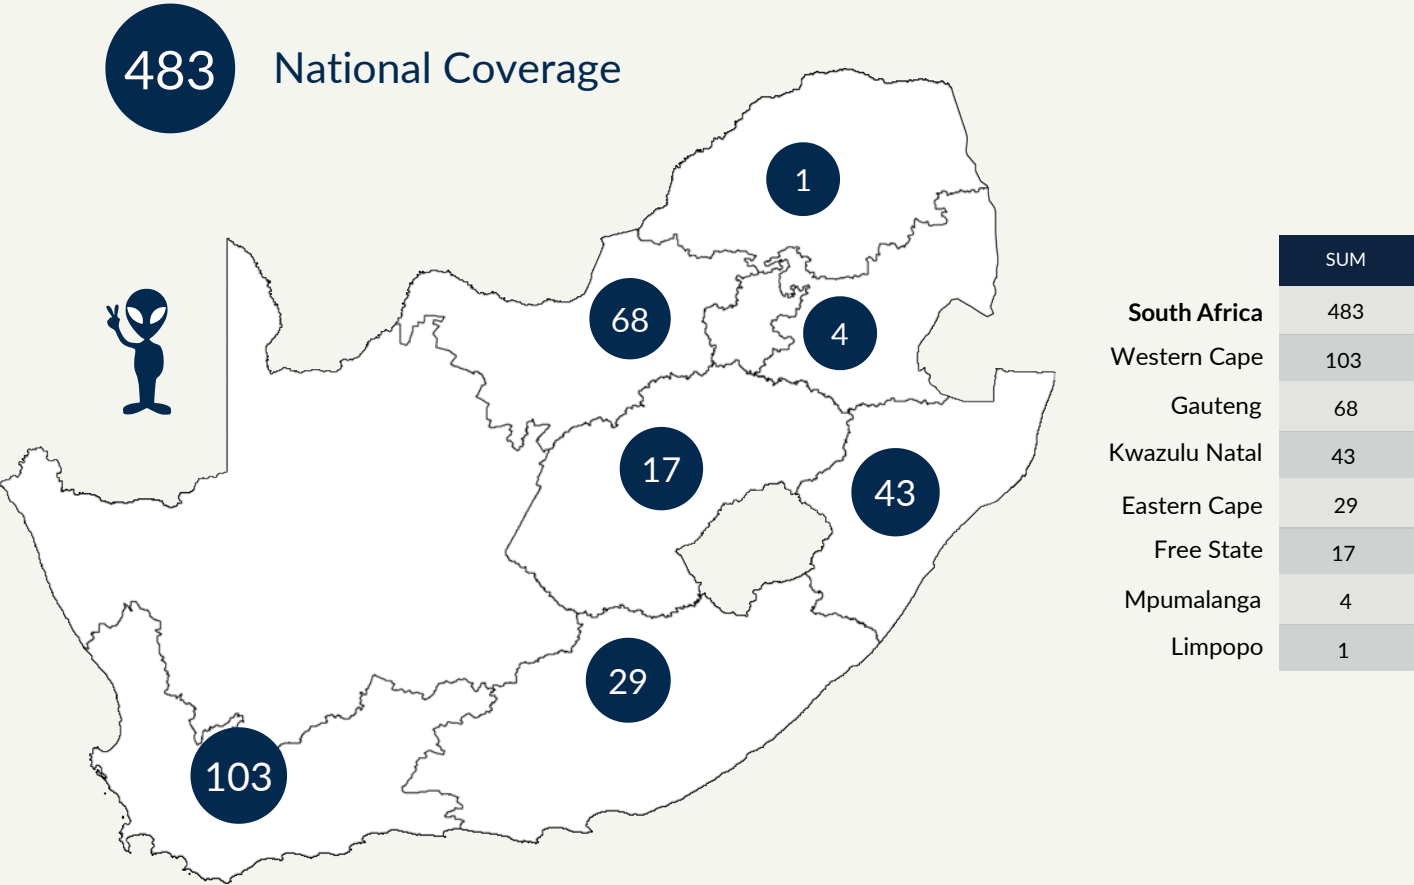 483 National Coverage
1
68
4
17
43
29
103
SUM
South Africa 483
Western Cape 103
Gauteng 68
Kwazulu Natal 43
Eastern Cape 29
Free State 17
Mpumalanga 4
Limpopo 1